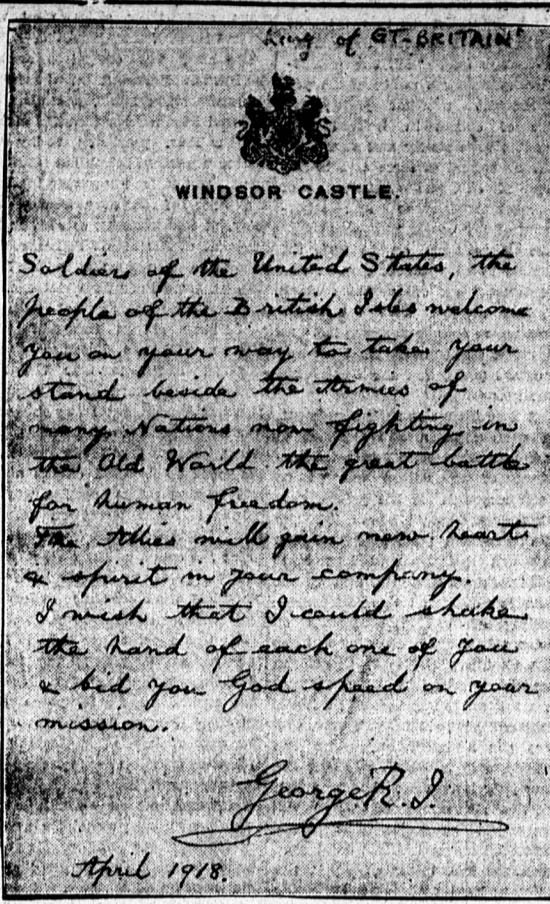 King of GT-BRITAIN
WINDSOR CASTLE.
Soldiers of the United States, the
people of the British Isles welcome
you on your way to take your
stand beside the Armies of
many Nations now fighting in
the Old World the great battle
for human freedom.
The Allies will gain new heart
& spirit in your company.
I wish that I could shake
the hand of each one of you
& bid you God speed on your
mission.
George R.I.
April 1918.